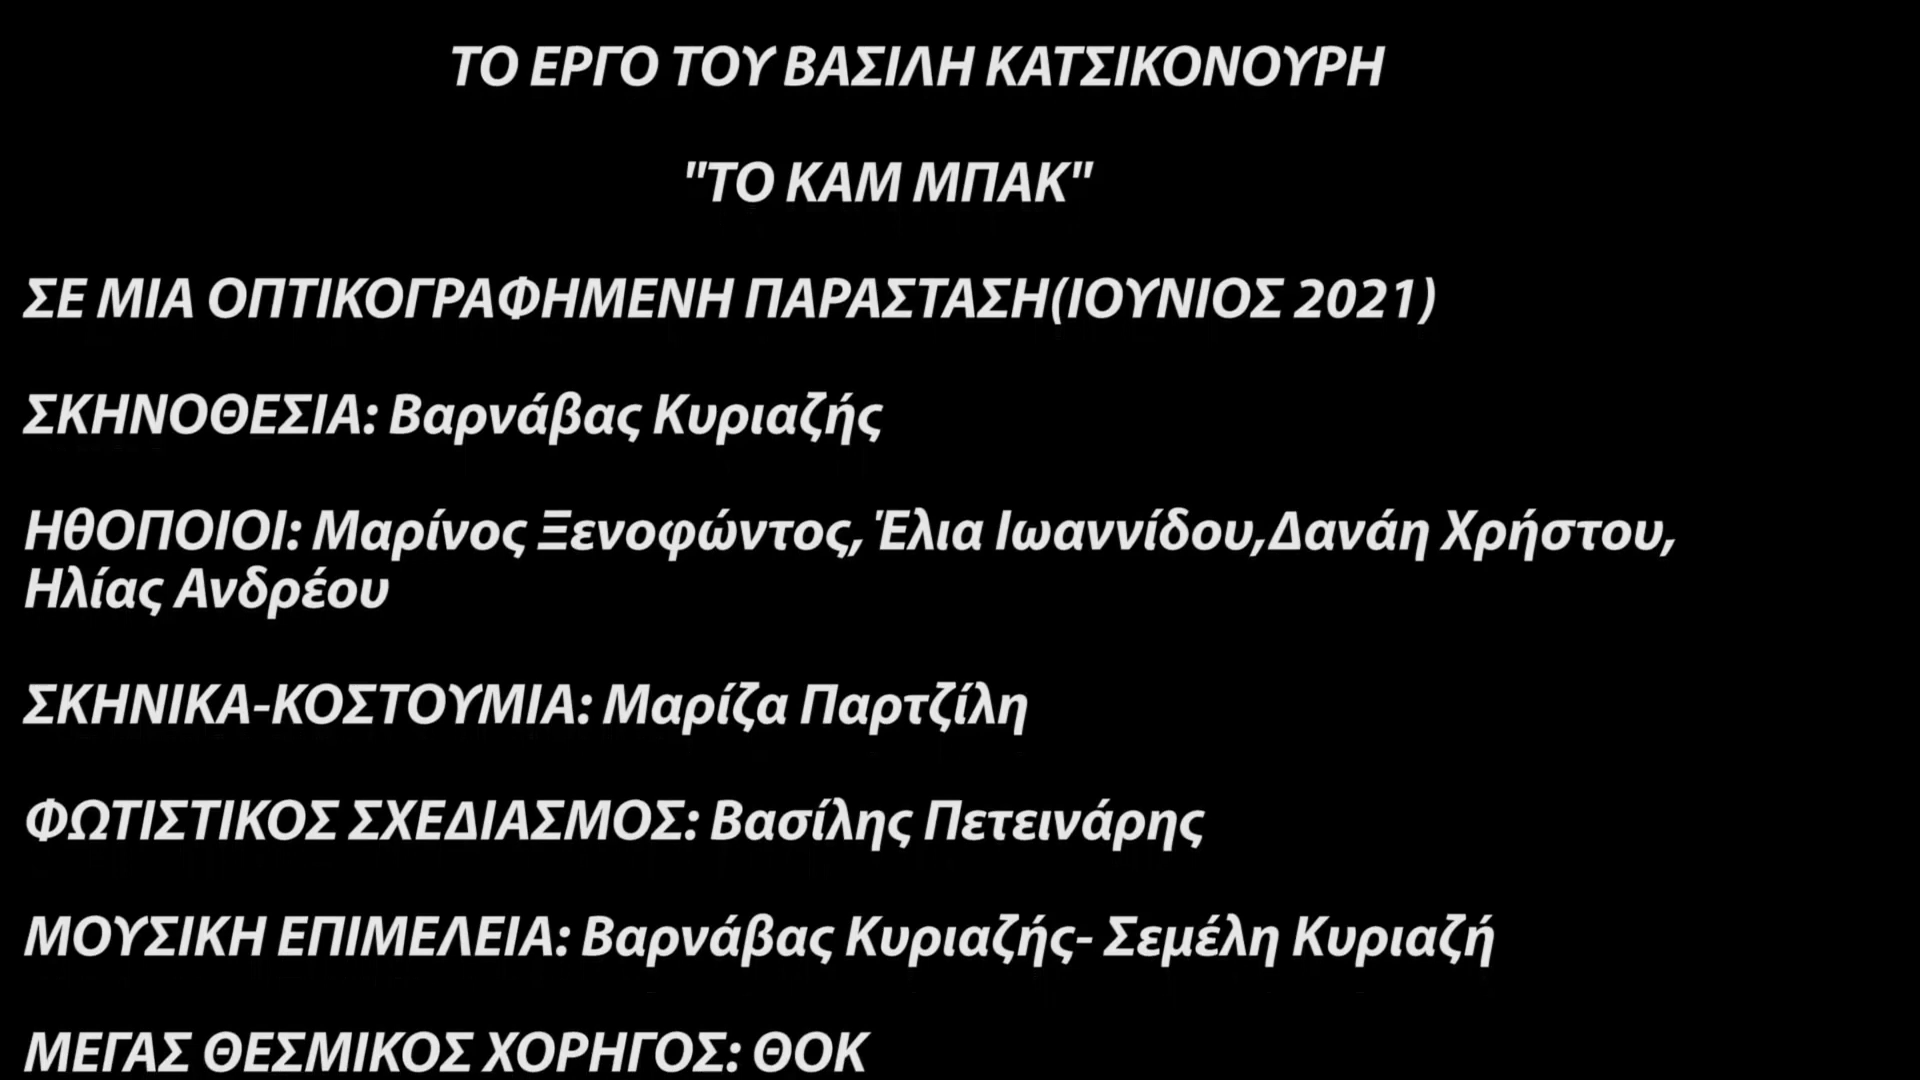 ΤΟ ΕΡΓΟ ΤΟΥ ΒΑΣΙΛΗ ΚΑΤΣΙΚΟΝΟΥΡΗ
"ΤΟ ΚΑΜ ΜΠΑΚ"
ΣΕ ΜΙΑ ΟΠΤΙΚΟΓΡΑΦΗΜΕΝΗ ΠΑΡΑΣΤΑΣΗ(ΙΟΥΝΙΟΣ 2021)
ΣΚΗΝΟΘΕΣΙΑ: Βαρνάβας Κυριαζής
ΗθΟΠΟΙΟΙ: Μαρίνος Ξενοφώντος, Έλια Ιωαννίδου,Δανάη Χρήστου,
Ηλίας Ανδρέου
ΣΚΗΝΙΚΑ-ΚΟΣΤΟΥΜΙΑ: Μαρίζα Παρτζίλη
ΦΩΤΙΣΤΙΚΟΣ ΣΧΕΔΙΑΣΜΟΣ: Βασίλης Πετεινάρης
ΜΟΥΣΙΚΗ ΕΠΙΜΕΛΕΙΑ: Βαρνάβας Κυριαζής- Σεμέλη Κυριαζή
ΜΕΓΑΣ ΘΕΣΜΙΚΟΣ ΧΟΡΗΓΟΣ: ΘΟΚ